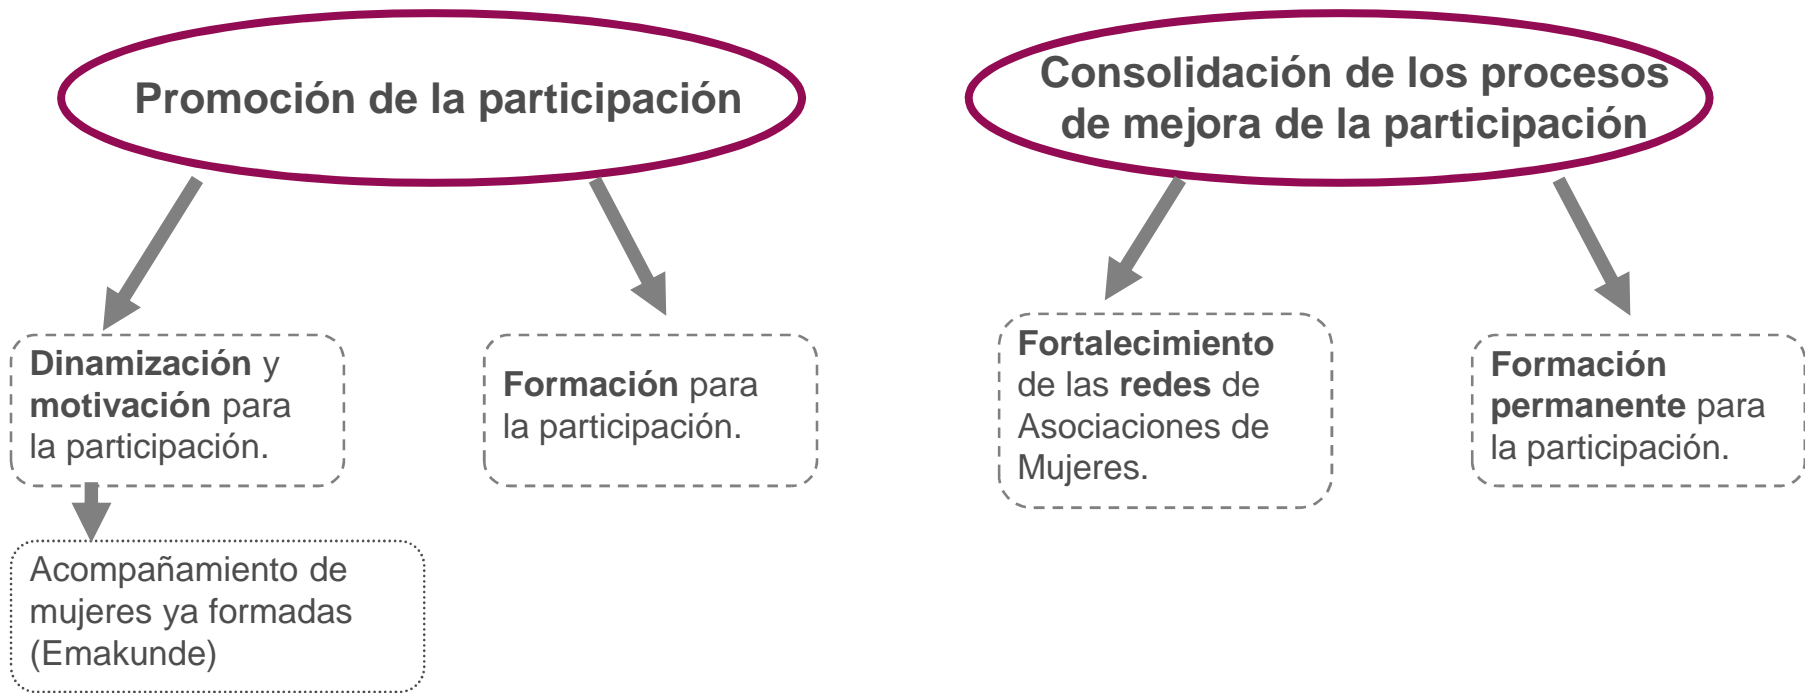 Promoción de la participación
Consolidación de los procesos
de mejora de la participación
Dinamización y
motivación para
la participación.
Formación para
la participación.
Fortalecimiento
de las redes de
Asociaciones de
Mujeres.
Formación
permanente para
la participación.
Acompañamiento de
mujeres ya formadas
(Emakunde)